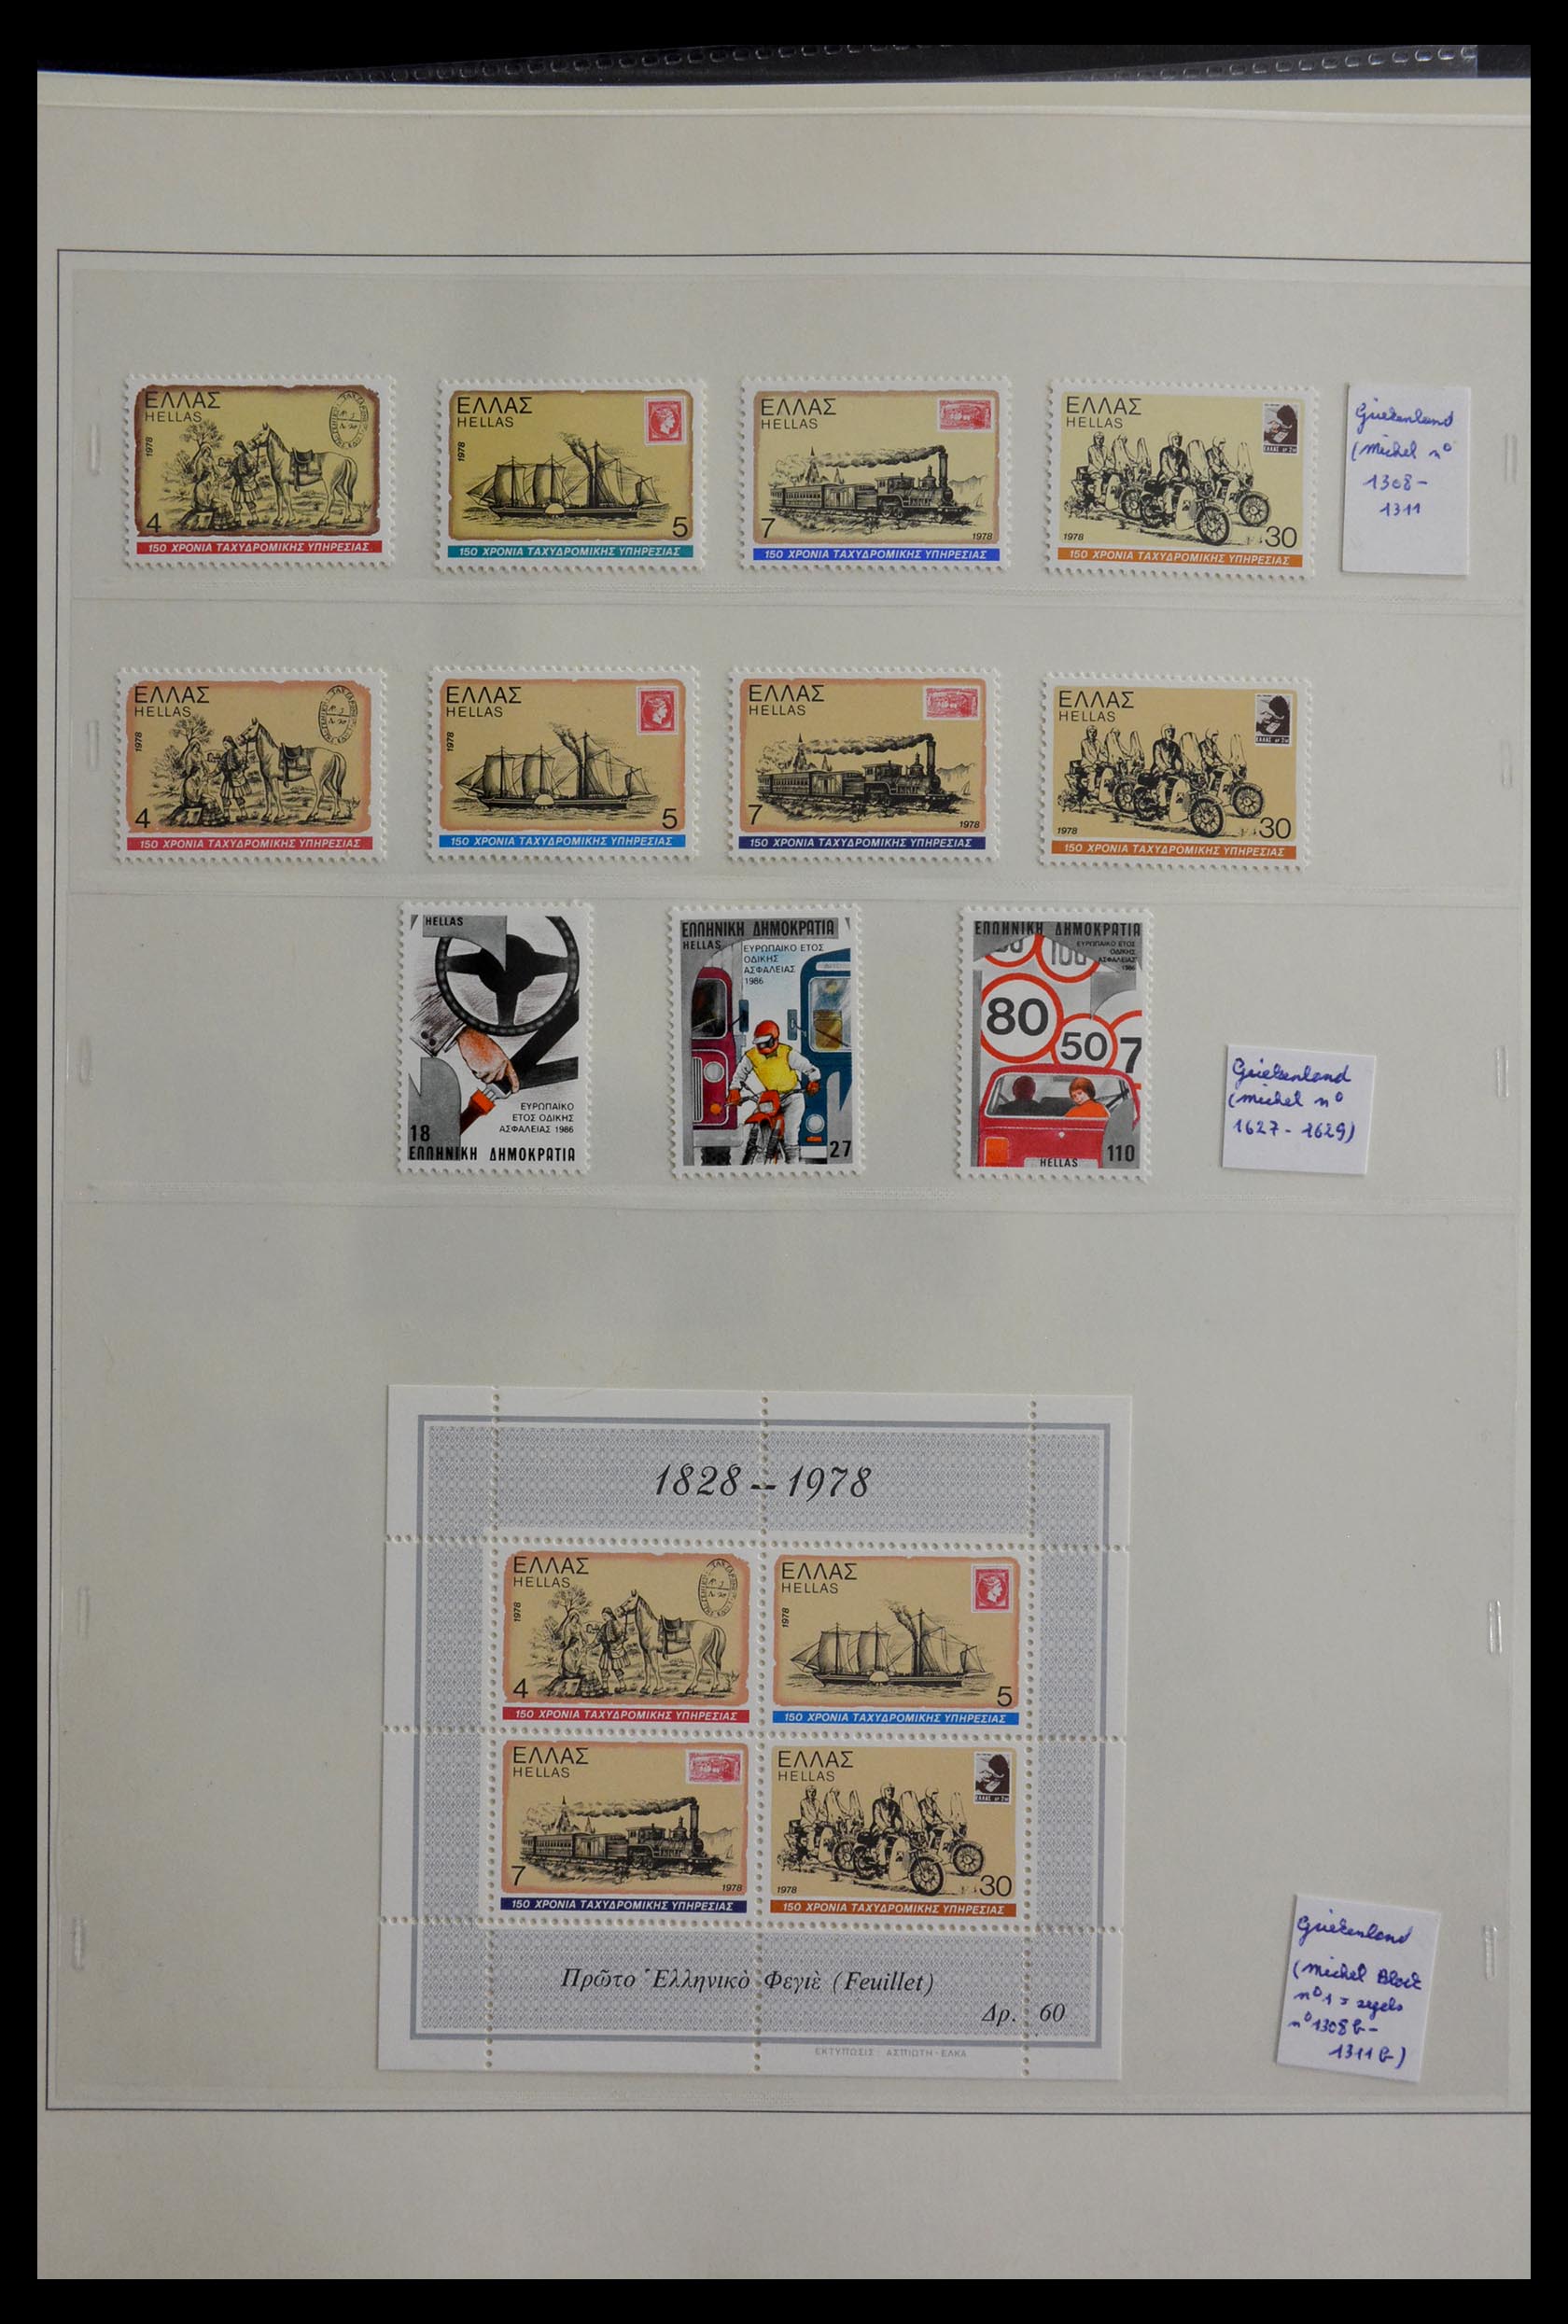 ΕΛΛΑΣ
HELLAS
1978
4
150 ΧΡΟΝΙΑ ΤΑΧΥΔΡΟΜΙΚΗΣ ΥΠΗΡΕΣΙΑΣ
ΕΛΛΑΣ
HELLAS
1978
5
150 ΧΡΟΝΙΑ ΤΑΧΥΔΡΟΜΙΚΗΣ ΥΠΗΡΕΣΙΑΣ
ΕΛΛΑΣ
HELLAS
7
1978
150 ΧΡΟΝΙΑ ΤΑΧΥΔΡΟΜΙΚΗΣ ΥΠΗΡΕΣΙΑΣ
ΕΛΛΑΣ
HELLAS
1978
30
150 ΧΡΟΝΙΑ ΤΑΧΥΔΡΟΜΙΚΗΣ ΥΠΗΡΕΣΙΑΣ
Griekenland
(Michel n°
1308-
1311
ΕΛΛΑΣ
HELLAS
1978
4
150 ΧΡΟΝΙΑ ΤΑΧΥΔΡΟΜΙΚΗΣ ΥΠΗΡΕΣΙΑΣ
ΕΛΛΑΣ
HELLAS
1978
5
150 ΧΡΟΝΙΑ ΤΑΧΥΔΡΟΜΙΚΗΣ ΥΠΗΡΕΣΙΑΣ
ΕΛΛΑΣ
HELLAS
7
1978
150 ΧΡΟΝΙΑ ΤΑΧΥΔΡΟΜΙΚΗΣ ΥΠΗΡΕΣΙΑΣ
ΕΛΛΑΣ
HELLAS
1978
30
150 ΧΡΟΝΙΑ ΤΑΧΥΔΡΟΜΙΚΗΣ ΥΠΗΡΕΣΙΑΣ
HELLAS
ΕΥΡΩΠΑΪΚΟ
ΕΤΟΣ ΟΔΙΚΗΣ
ΑΣΦΑΛΕΙΑΣ 1986
18
ΕΛΛΗΝΙΚΗ ΔΗΜΟΚΡΑΤΙΑ
ΕΛΛΗΝΙΚΗ ΔΗΜΟΚΡΑΤΙΑ
HELLAS
ΕΥΡΩΠΑΪΚΟ ΕΤΟΣ
ΟΔΙΚΗΣ
ΑΣΦΑΛΕΙΑΣ
1986
27
ΕΛΛΗΝΙΚΗ ΔΗΜΟΚΡΑΤΙΑ
ΕΥΡΩΠΑΪΚΟ ΕΤΟΣ
ΟΔΙΚΗΣ
ΑΣΦΑΛΕΙΑΣ
1986
100
80
50
7
HELLAS
110
Griekenland
(Michel n°
1627-1629)
1828-1978
ΕΛΛΑΣ
HELLAS
1978
4
150 ΧΡΟΝΙΑ ΤΑΧΥΔΡΟΜΙΚΗΣ ΥΠΗΡΕΣΙΑΣ
ΕΛΛΑΣ
HELLAS
1978
5
150 ΧΡΟΝΙΑ ΤΑΧΥΔΡΟΜΙΚΗΣ ΥΠΗΡΕΣΙΑΣ
ΕΛΛΑΣ
HELLAS
7
1978
150 ΧΡΟΝΙΑ ΤΑΧΥΔΡΟΜΙΚΗΣ ΥΠΗΡΕΣΙΑΣ
ΕΛΛΑΣ
HELLAS
1978
30
150 ΧΡΟΝΙΑ ΤΑΧΥΔΡΟΜΙΚΗΣ ΥΠΗΡΕΣΙΑΣ
Πρῶτο Ἑλληνικὸ Φεγιὲ (Feuillet)
Δρ. 60
ΕΚΤΥΠΩΣΙΣ: ΑΣΠΙΩΤΗ-ΕΛΚΑ
Griekenland
(Michel Block
n° 1 = zegels
n° 1308 b-
1311 b)